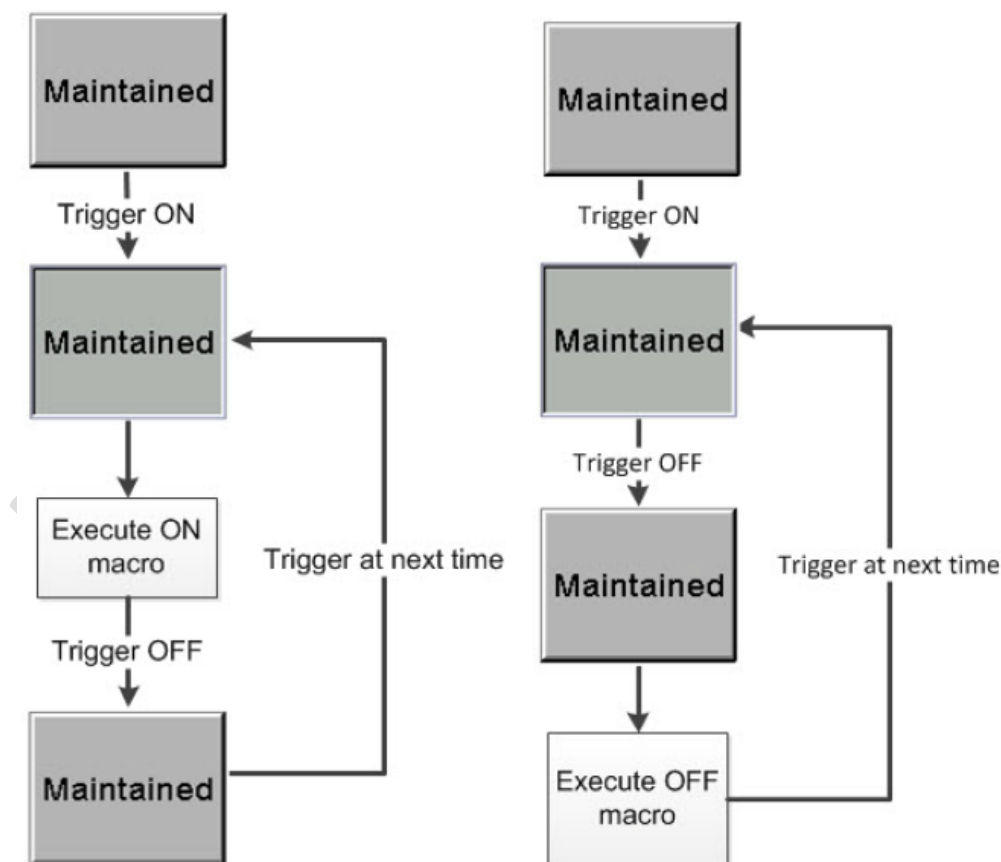 Maintained
Trigger ON
Maintained
Execute ON
macro
Trigger OFF
Maintained
Trigger at next time
Maintained
Trigger ON
Maintained
Trigger OFF
Maintained
Execute OFF
macro
Trigger at next time